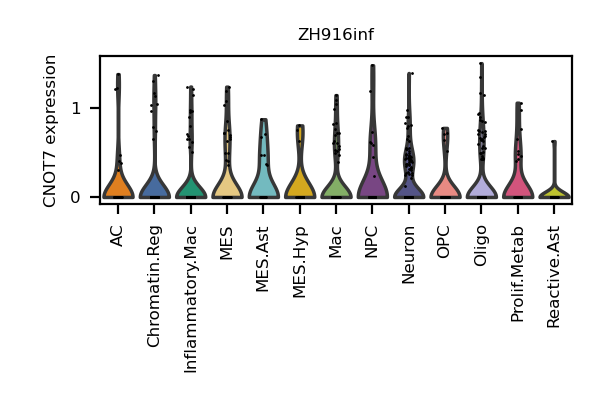 ZH916inf
CNOT7 expression
1
0
AC
Chromatin.Reg
Inflammatory.Mac
MES
MES.Ast
MES.Hyp
Mac
NPC
Neuron
OPC
Oligo
Prolif.Metab
Reactive.Ast